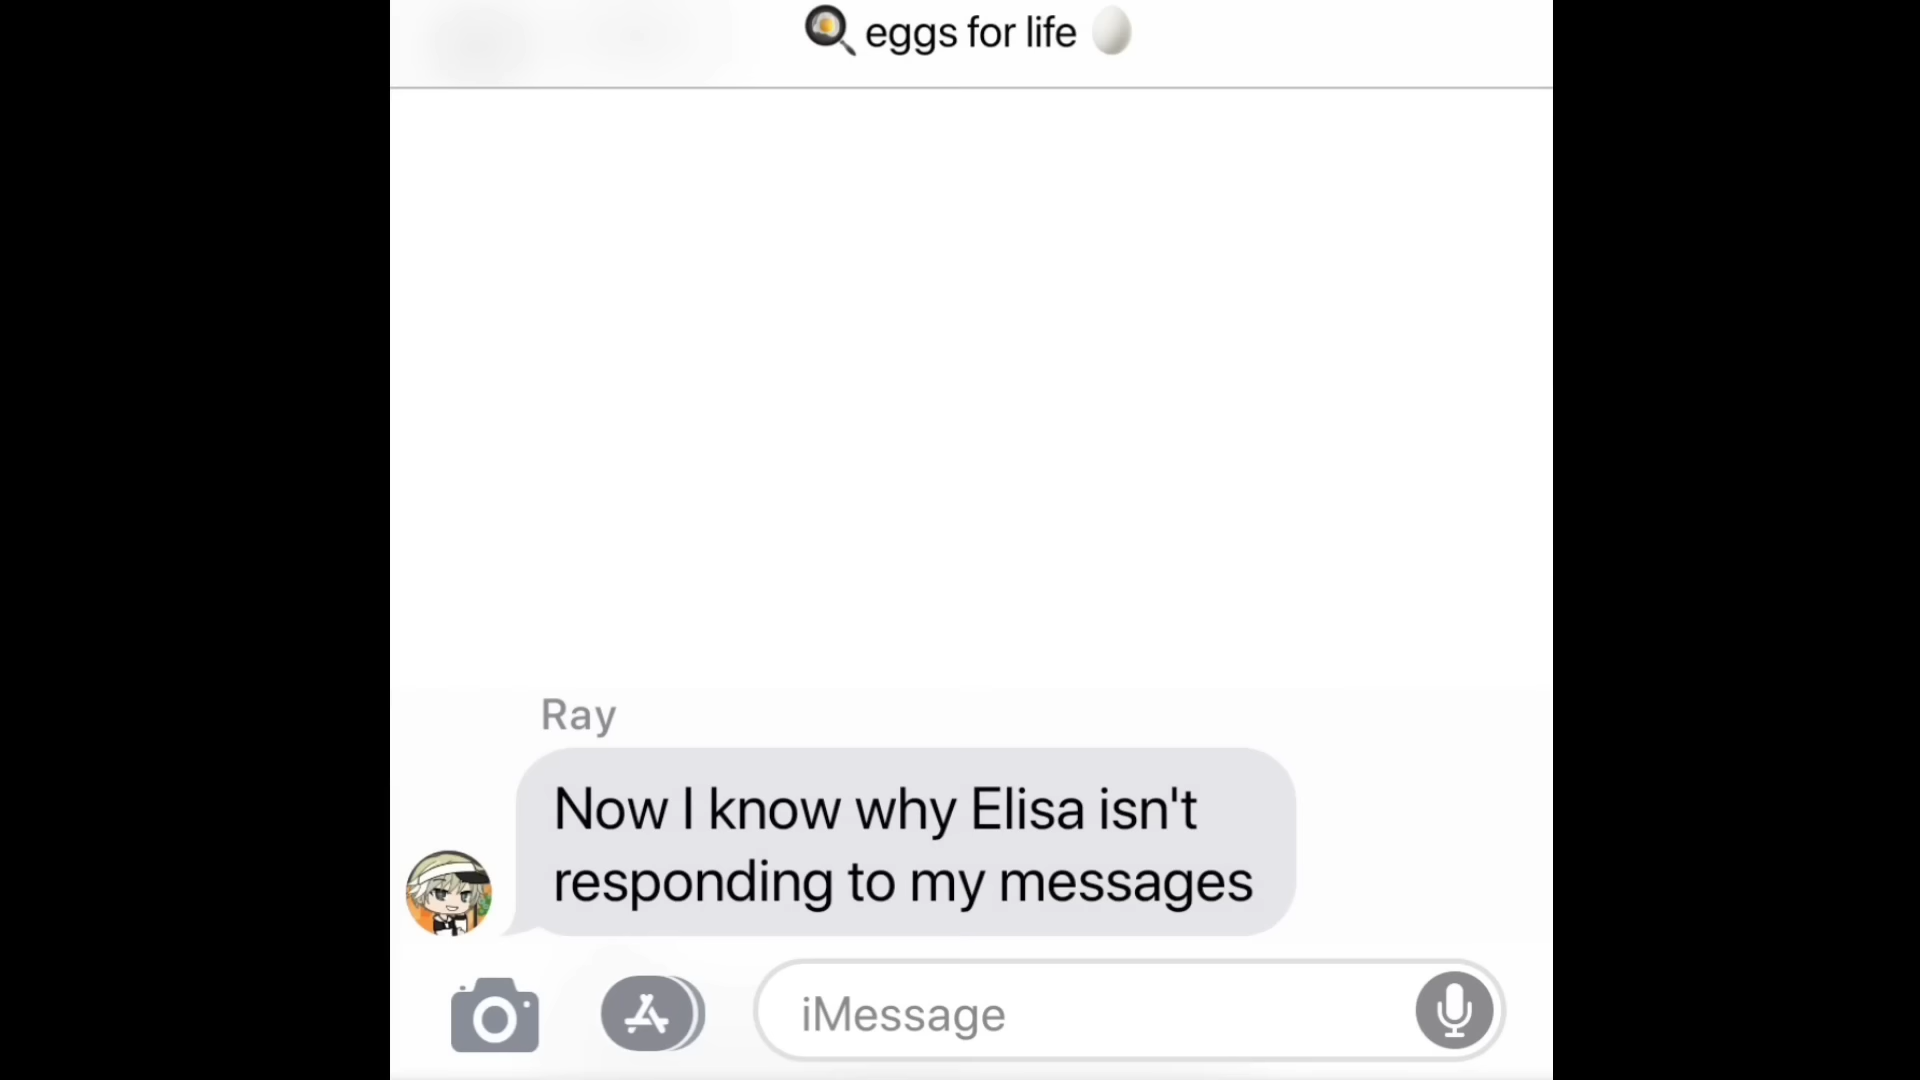 🍳 eggs for life 🥚
Ray
Now I know why Elisa isn't
responding to my messages
iMessage